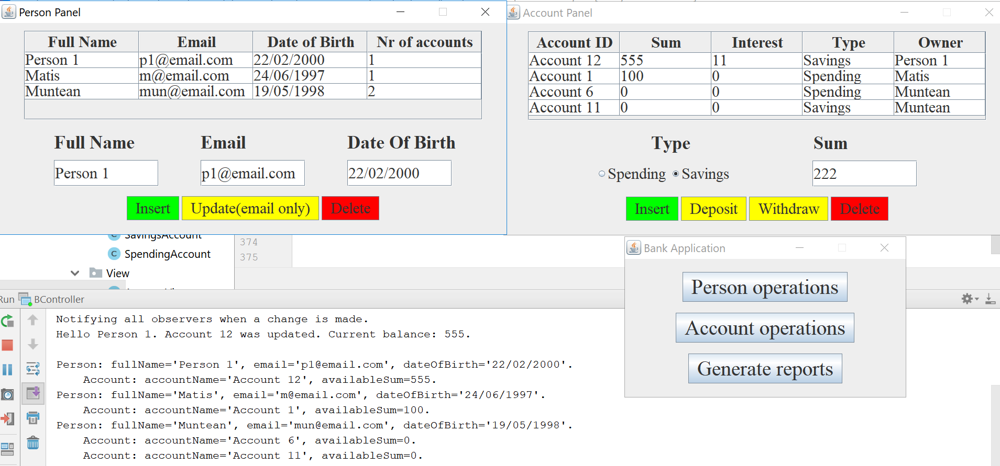 Person Panel
Full Name Email Date of Birth Nr of accounts
Person 1 p1@email.com 22/02/2000 1
Matis m@email.com 24/06/1997 1
Muntean mun@email.com 19/05/1998 2
Full Name Email Date Of Birth
Person 1 p1@email.com 22/02/2000
Insert Update(email only) Delete
Account Panel
Account ID Sum Interest Type Owner
Account 12 555 11 Savings Person 1
Account 1 100 0 Spending Matis
Account 6 0 0 Spending Muntean
Account 11 0 0 Savings Muntean
Type Sum
Spending Savings 222
Insert Deposit Withdraw Delete
SavingsAccount
SpendingAccount
View
374
375
Bank Application
Person operations
Account operations
Generate reports
Run BController
Notifying all observers when a change is made.
Hello Person 1. Account 12 was updated. Current balance: 555.
Person: fullName='Person 1', email='p1@email.com', dateOfBirth='22/02/2000'.
Account: accountName='Account 12', availableSum=555.
Person: fullName='Matis', email='m@email.com', dateOfBirth='24/06/1997'.
Account: accountName='Account 1', availableSum=100.
Person: fullName='Muntean', email='mun@email.com', dateOfBirth='19/05/1998'.
Account: accountName='Account 6', availableSum=0.
Account: accountName='Account 11', availableSum=0.